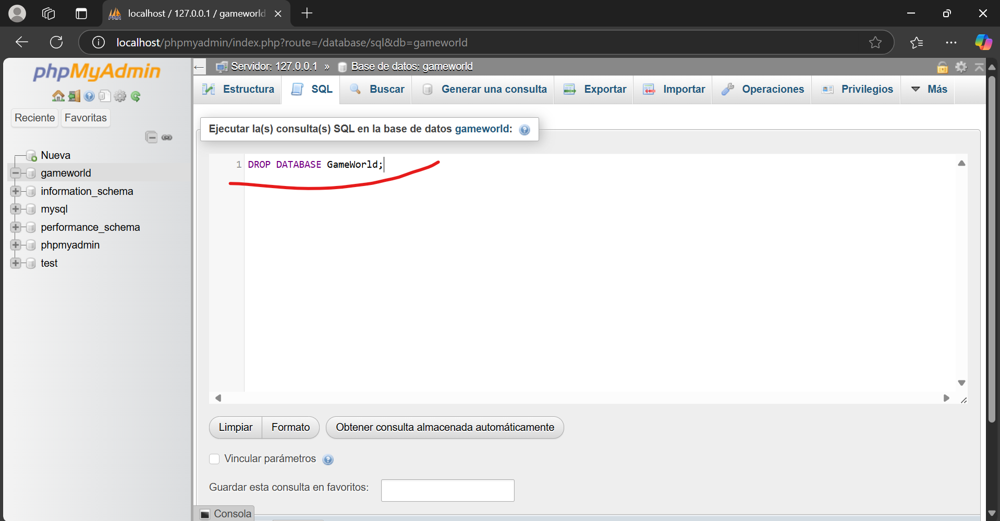 localhost / 127.0.0.1 / gameworld
localhost/phpmyadmin/index.php?route=/database/sql&db=gameworld
phpMyAdmin
Reciente Favoritas
Nueva
gameworld
information_schema
mysql
performance_schema
phpmyadmin
test
Servidor: 127.0.0.1 » Base de datos: gameworld
Estructura SQL Buscar Generar una consulta Exportar Importar Operaciones Privilegios Más
Ejecutar la(s) consulta(s) SQL en la base de datos gameworld:
1 DROP DATABASE GameWorld;
Limpiar Formato Obtener consulta almacenada automáticamente
Vincular parámetros
Guardar esta consulta en favoritos:
Consola